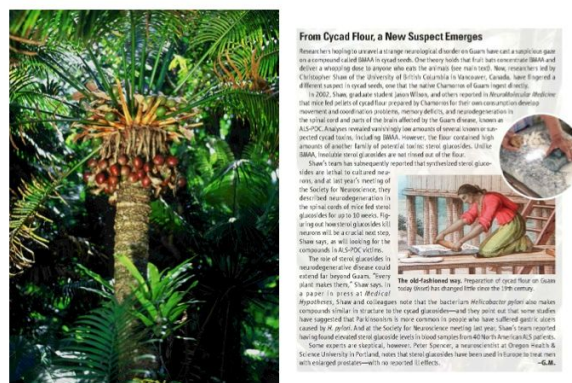 From Cycad Flour, a New Suspect Emerges
Researchers hoping to unravel a strange neurological disorder on Guam have cast a suspicious gaze
on a compound called BMAA in cycad seeds. One theory holds that fruit bats concentrate BMAA and
deliver a whopping dose to anyone who eats the animals (see main text). Now, researchers led by
Christopher Shaw of the University of British Columbia in Vancouver, Canada, have fingered a
different suspect in cycad seeds, one that the native Chamorros of Guam ingest directly.
In 2002, Shaw, graduate student Jason Wilson, and others reported in NeuroMolecular Medicine
that mice fed pellets of cycad flour prepared by Chamorros for their own consumption develop
movement and coordination problems, memory deficits, and neurodegeneration in
the spinal cord and parts of the brain affected by the Guam disease, known as
ALS-PDC. Analyses revealed vanishingly low amounts of several known or sus-
pected cycad toxins, including BMAA. However, the flour contained high
amounts of another family of potential toxins: sterol glucosides. Unlike
BMAA, insoluble sterol glucosides are not rinsed out of the flour.
Shaw's team has subsequently reported that synthesized sterol gluco-
sides are lethal to cultured neu-
rons, and at last year's meeting of
the Society for Neuroscience, they
described neurodegeneration in
the spinal cords of mice fed sterol
glucosides for up to 10 weeks. Fig-
uring out how sterol glucosides kill
neurons will be a crucial next step,
Shaw says, as will looking for the
compounds in ALS-PDC victims.
The role of sterol glucosides in
neurodegenerative disease could
extend far beyond Guam. "Every
plant makes them," Shaw says. In
a paper in press at Medical
Hypotheses, Shaw and colleagues note that the bacterium Helicobacter pylori also makes
compounds similar in structure to the cycad glucosides—and they point out that some studies
have suggested that Parkinsonism is more common in people who have suffered gastric ulcers
caused by H. pylori. And at the Society for Neuroscience meeting last year, Shaw's team reported
having found elevated sterol glucoside levels in blood samples from 40 North American ALS patients.
Some experts are skeptical, however. Peter Spencer, a neuroscientist at Oregon Health &
Science University in Portland, notes that sterol glucosides have been used in Europe to treat men
with enlarged prostates—with no reported ill effects. –G.M.
The old-fashioned way. Preparation of cycad flour on Guam
today (inset) has changed little since the 19th century.